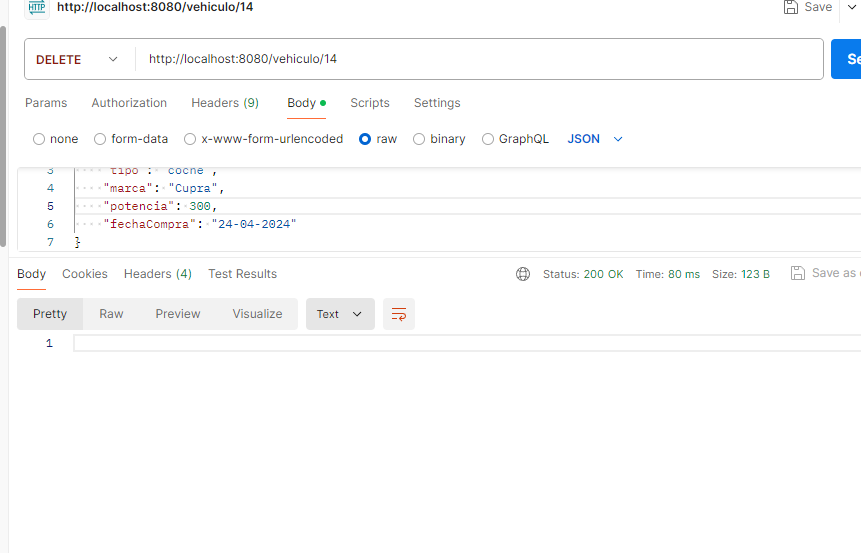 HTTP http://localhost:8080/vehiculo/14 Save
DELETE http://localhost:8080/vehiculo/14
Params Authorization Headers (9) Body Scripts Settings
none form-data x-www-form-urlencoded raw binary GraphQL JSON
3 "tipo": "coche",
4 "marca": "Cupra",
5 "potencia": 300,
6 "fechaCompra": "24-04-2024"
7 }
Body Cookies Headers (4) Test Results Status: 200 OK Time: 80 ms Size: 123 B Save as
Pretty Raw Preview Visualize Text
1